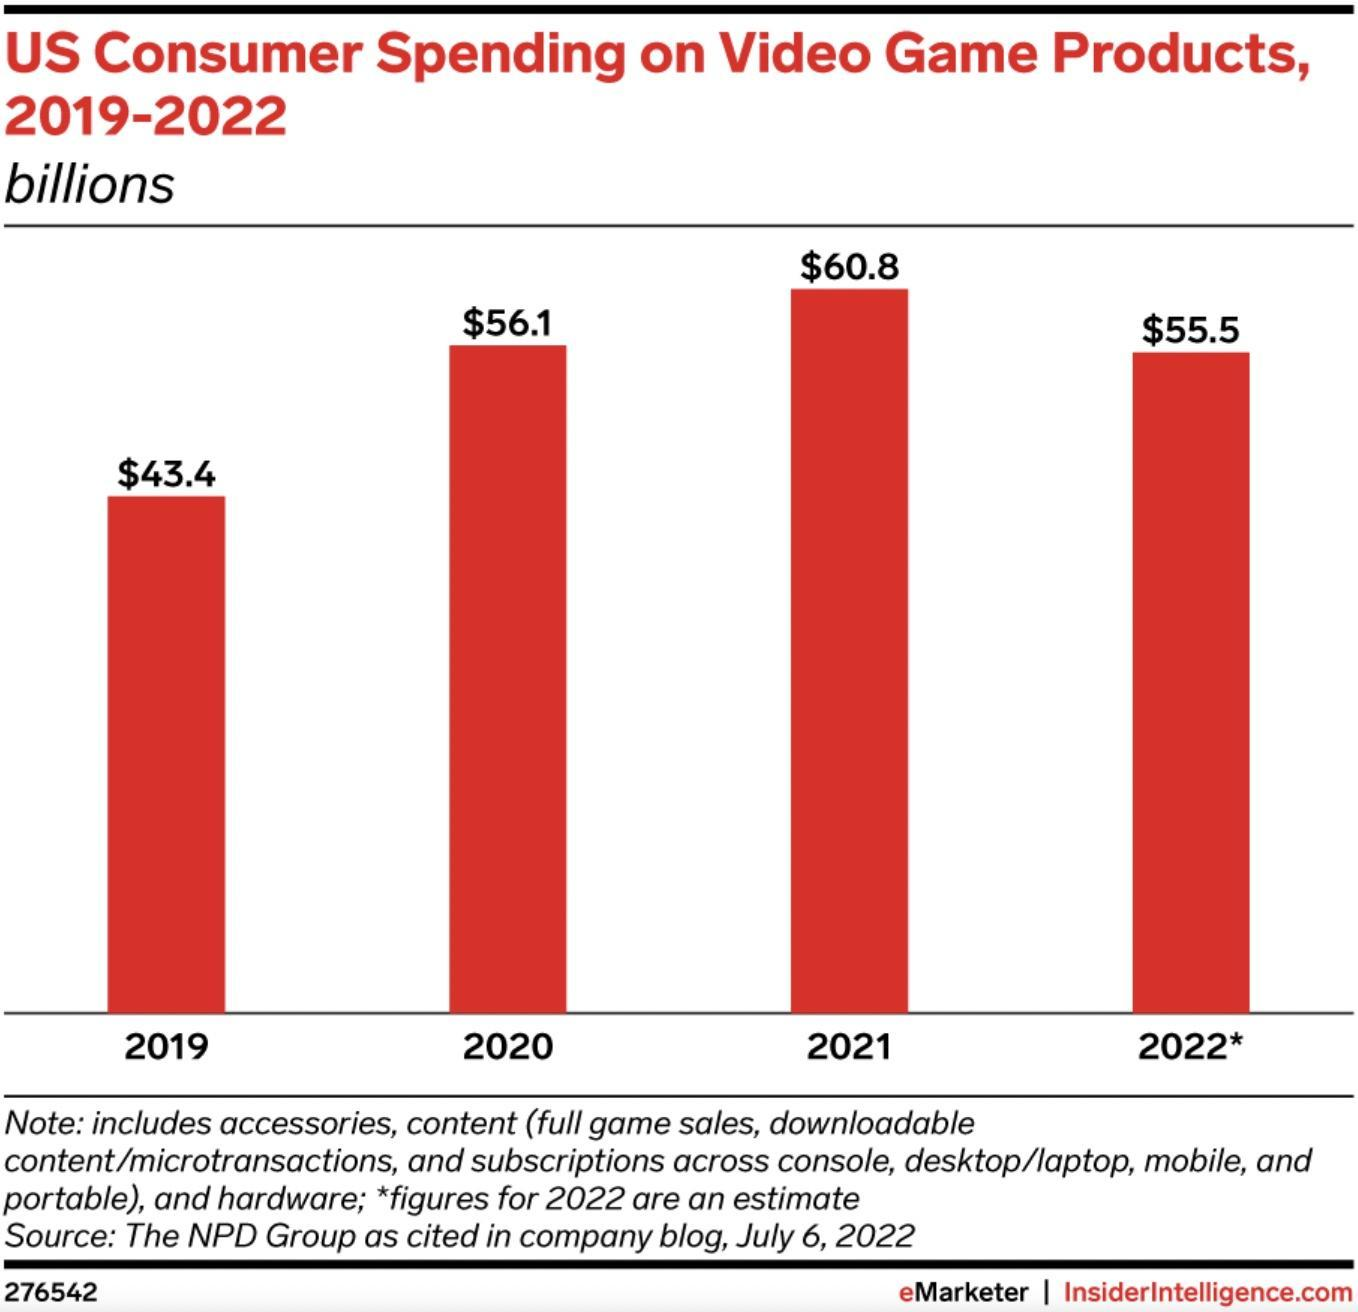 US Consumer Spending on Video Game Products,
2019-2022
billions
$43.4
$56.1
$60.8
$55.5
2019
2020
2021
2022*
Note: includes accessories, content (full game sales, downloadable
content/microtransactions, and subscriptions across console, desktop/laptop, mobile, and
portable), and hardware; *figures for 2022 are an estimate
Source: The NPD Group as cited in company blog, July 6, 2022
276542
eMarketer | InsiderIntelligence.com